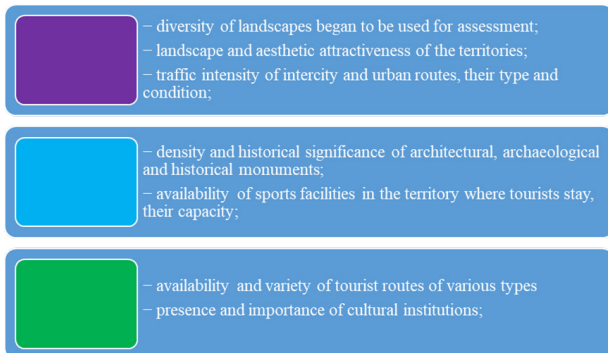 – diversity of landscapes began to be used for assessment;
– landscape and aesthetic attractiveness of the territories;
– traffic intensity of intercity and urban routes, their type and
condition;
– density and historical significance of architectural, archaeological
and historical monuments;
– availability of sports facilities in the territory where tourists stay,
their capacity;
– availability and variety of tourist routes of various types
– presence and importance of cultural institutions;